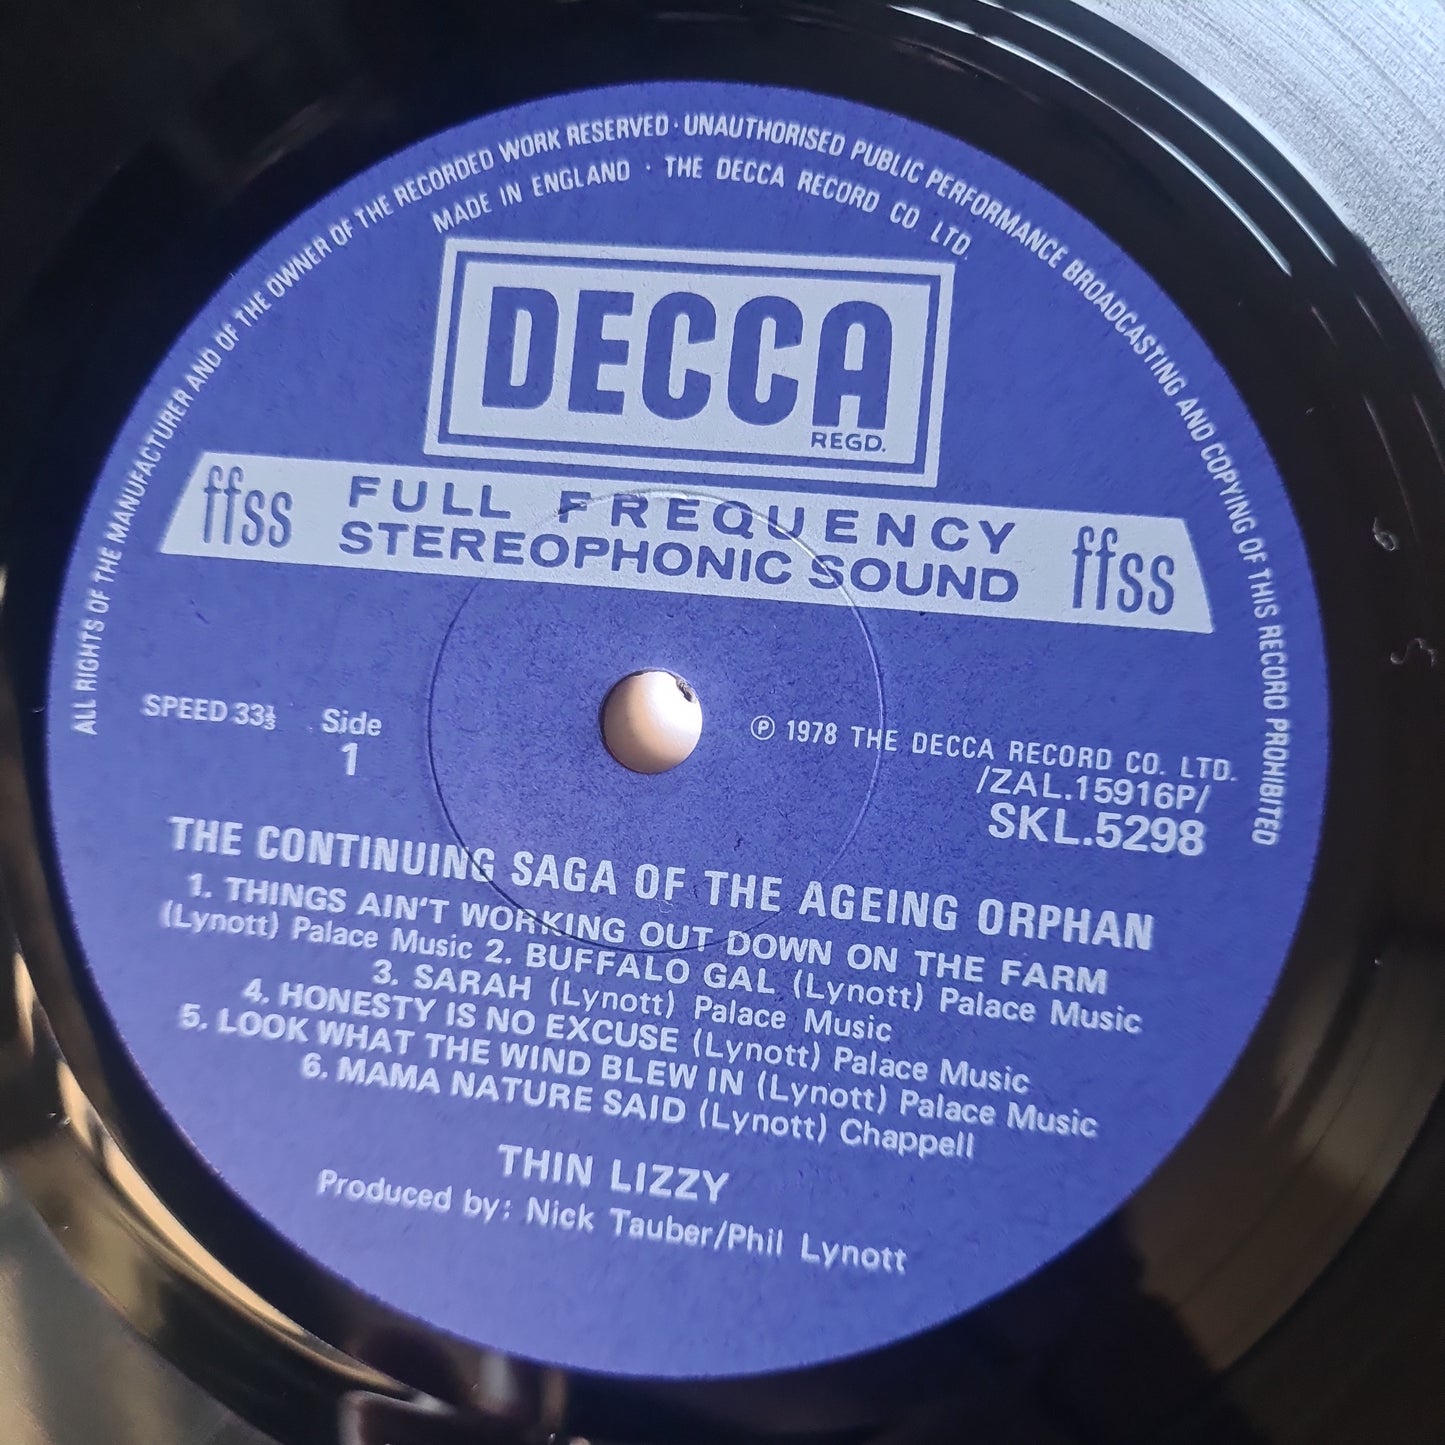 ALL RIGHTS OF THE MANUFACTURER AND OF THE OWNER OF THE RECORDED WORK RESERVED · UNAUTHORISED PUBLIC PERFORMANCE BROADCASTING AND COPYING OF THIS RECORD PROHIBITED
MADE IN ENGLAND · THE DECCA RECORD CO LTD.
DECCA
REGD.
ffss FULL FREQUENCY ffss
STEREOPHONIC SOUND
SPEED 33⅓ Side
1
℗ 1978 THE DECCA RECORD CO. LTD.
/ZAL.15916P/
SKL.5298
THE CONTINUING SAGA OF THE AGEING ORPHAN
1. THINGS AIN'T WORKING OUT DOWN ON THE FARM
(Lynott) Palace Music 2. BUFFALO GAL (Lynott) Palace Music
3. SARAH (Lynott) Palace Music
4. HONESTY IS NO EXCUSE (Lynott) Palace Music
5. LOOK WHAT THE WIND BLEW IN (Lynott) Palace Music
6. MAMA NATURE SAID (Lynott) Chappell
THIN LIZZY
Produced by: Nick Tauber/Phil Lynott